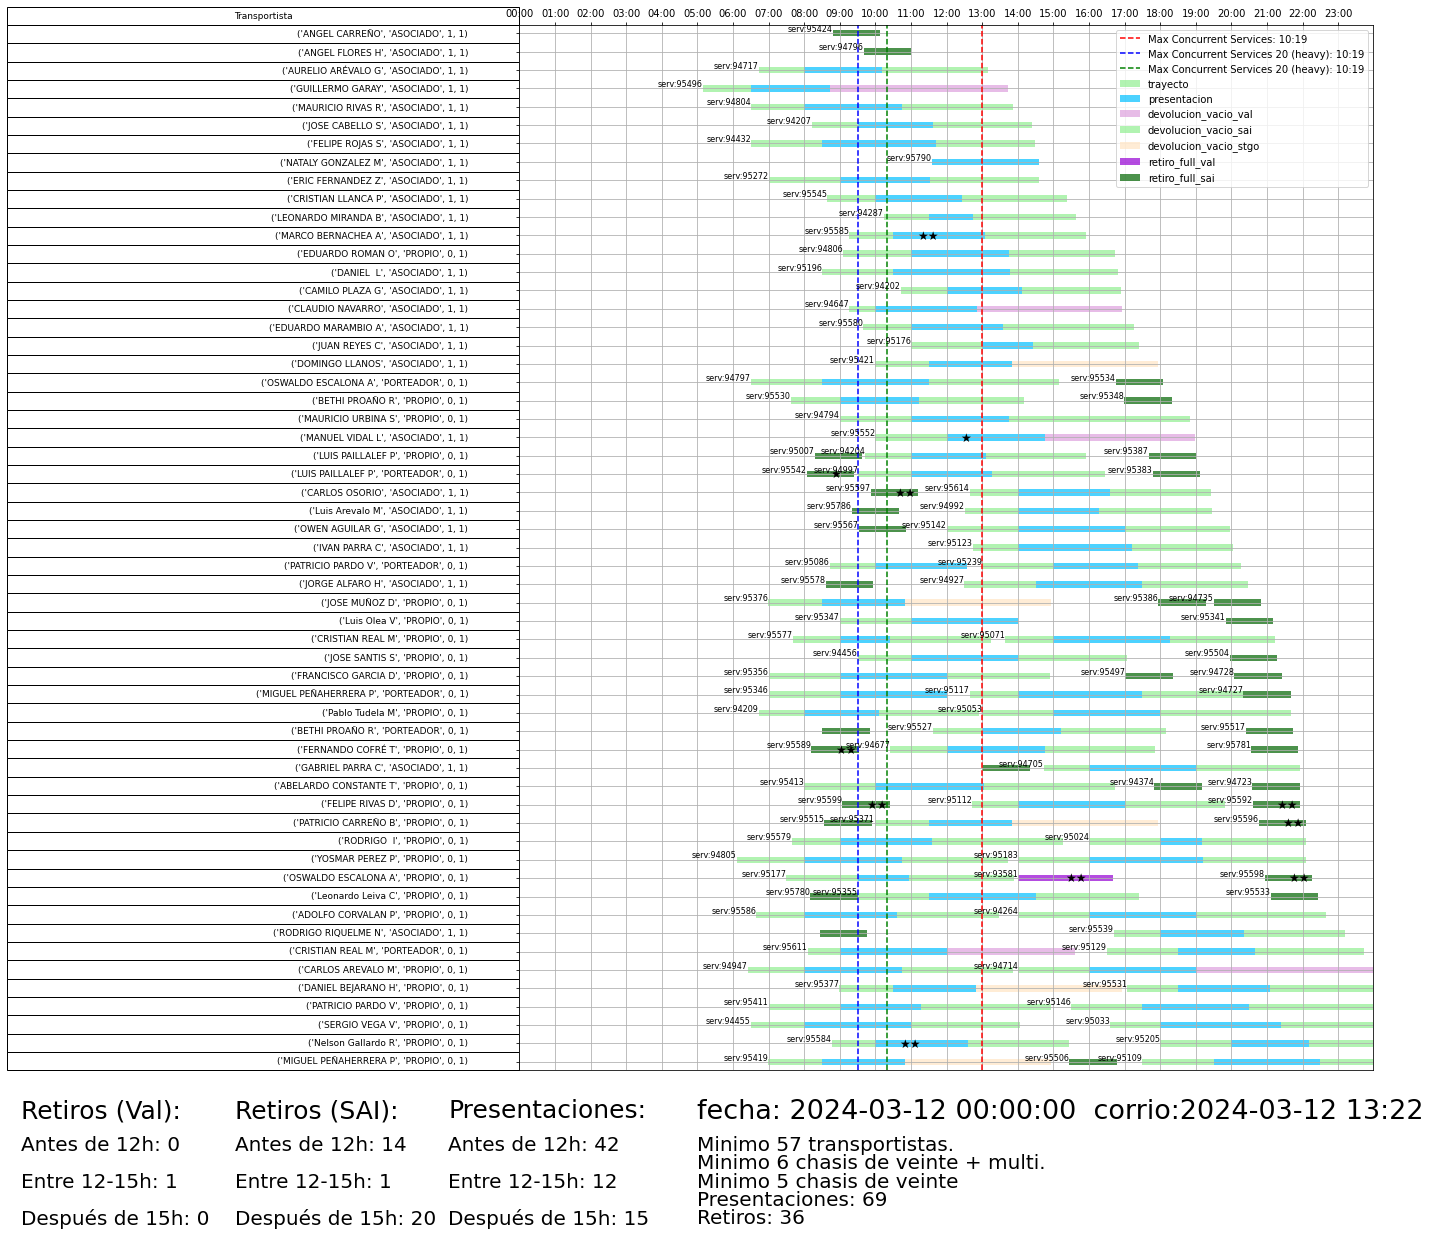 Transportista
00:00 01:00 02:00 03:00 04:00 05:00 06:00 07:00 08:00 09:00 10:00 11:00 12:00 13:00 14:00 15:00 16:00 17:00 18:00 19:00 20:00 21:00 22:00 23:00
Max Concurrent Services: 10:19
Max Concurrent Services 20 (heavy): 10:19
Max Concurrent Services 20 (heavy): 10:19
trayecto
presentacion
devolucion_vacio_val
devolucion_vacio_sai
devolucion_vacio_stgo
retiro_full_val
retiro_full_sai
('ANGEL CARREÑO', 'ASOCIADO', 1, 1) serv:95424
('ANGEL FLORES H', 'ASOCIADO', 1, 1) serv:94796
('AURELIO ARÉVALO G', 'ASOCIADO', 1, 1) serv:94717
('GUILLERMO GARAY', 'ASOCIADO', 1, 1) serv:95496
('MAURICIO RIVAS R', 'ASOCIADO', 1, 1) serv:94804
('JOSE CABELLO S', 'ASOCIADO', 1, 1) serv:94207
('FELIPE ROJAS S', 'ASOCIADO', 1, 1) serv:94432
('NATALY GONZALEZ M', 'ASOCIADO', 1, 1) serv:95790
('ERIC FERNANDEZ Z', 'ASOCIADO', 1, 1) serv:95272
('CRISTIAN LLANCA P', 'ASOCIADO', 1, 1) serv:95545
('LEONARDO MIRANDA B', 'ASOCIADO', 1, 1) serv:94287
('MARCO BERNACHEA A', 'ASOCIADO', 1, 1) serv:95585
('EDUARDO ROMAN O', 'PROPIO', 0, 1) serv:94806
('DANIEL  L', 'ASOCIADO', 1, 1) serv:95196
('CAMILO PLAZA G', 'ASOCIADO', 1, 1) serv:94202
('CLAUDIO NAVARRO', 'ASOCIADO', 1, 1) serv:94647
('EDUARDO MARAMBIO A', 'ASOCIADO', 1, 1) serv:95580
('JUAN REYES C', 'ASOCIADO', 1, 1) serv:95176
('DOMINGO LLANOS', 'ASOCIADO', 1, 1) serv:95421
('OSWALDO ESCALONA A', 'PORTEADOR', 0, 1) serv:94797 serv:95534
('BETHI PROAÑO R', 'PROPIO', 0, 1) serv:95530 serv:95348
('MAURICIO URBINA S', 'PROPIO', 0, 1) serv:94794
('MANUEL VIDAL L', 'ASOCIADO', 1, 1) serv:95552
('LUIS PAILLALEF P', 'PROPIO', 0, 1) serv:95007 serv:94204 serv:95387
('LUIS PAILLALEF P', 'PORTEADOR', 0, 1) serv:95542 serv:94997 serv:95383
('CARLOS OSORIO', 'ASOCIADO', 1, 1) serv:95597 serv:95614
('Luis Arevalo M', 'ASOCIADO', 1, 1) serv:95786 serv:94992
('OWEN AGUILAR G', 'ASOCIADO', 1, 1) serv:95567 serv:95142
('IVAN PARRA C', 'ASOCIADO', 1, 1) serv:95123
('PATRICIO PARDO V', 'PORTEADOR', 0, 1) serv:95086 serv:95239
('JORGE ALFARO H', 'ASOCIADO', 1, 1) serv:95578 serv:94927
('JOSE MUÑOZ D', 'PROPIO', 0, 1) serv:95376 serv:95386 serv:94735
('Luis Olea V', 'PROPIO', 0, 1) serv:95347 serv:95341
('CRISTIAN REAL M', 'PROPIO', 0, 1) serv:95577 serv:95071
('JOSE SANTIS S', 'PROPIO', 0, 1) serv:94456 serv:95504
('FRANCISCO GARCIA D', 'PROPIO', 0, 1) serv:95356 serv:95497 serv:94728
('MIGUEL PEÑAHERRERA P', 'PORTEADOR', 0, 1) serv:95346 serv:95117 serv:94727
('Pablo Tudela M', 'PROPIO', 0, 1) serv:94209 serv:95053
('BETHI PROAÑO R', 'PORTEADOR', 0, 1) serv:95527 serv:95517
('FERNANDO COFRÉ T', 'PROPIO', 0, 1) serv:95589 serv:94677 serv:95781
('GABRIEL PARRA C', 'ASOCIADO', 1, 1) serv:94705
('ABELARDO CONSTANTE T', 'PROPIO', 0, 1) serv:95413 serv:94374 serv:94723
('FELIPE RIVAS D', 'PROPIO', 0, 1) serv:95599 serv:95112 serv:95592
('PATRICIO CARREÑO B', 'PROPIO', 0, 1) serv:95515 serv:95371 serv:95596
('RODRIGO  I', 'PROPIO', 0, 1) serv:95579 serv:95024
('YOSMAR PEREZ P', 'PROPIO', 0, 1) serv:94805 serv:95183
('OSWALDO ESCALONA A', 'PROPIO', 0, 1) serv:95177 serv:93581 serv:95598
('Leonardo Leiva C', 'PROPIO', 0, 1) serv:95780 serv:95355 serv:95533
('ADOLFO CORVALAN P', 'PROPIO', 0, 1) serv:95586 serv:94264
('RODRIGO RIQUELME N', 'ASOCIADO', 1, 1) serv:95539
('CRISTIAN REAL M', 'PORTEADOR', 0, 1) serv:95611 serv:95129
('CARLOS AREVALO M', 'PROPIO', 0, 1) serv:94947 serv:94714
('DANIEL BEJARANO H', 'PROPIO', 0, 1) serv:95377 serv:95531
('PATRICIO PARDO V', 'PROPIO', 0, 1) serv:95411 serv:95146
('SERGIO VEGA V', 'PROPIO', 0, 1) serv:94455 serv:95033
('Nelson Gallardo R', 'PROPIO', 0, 1) serv:95584 serv:95205
('MIGUEL PEÑAHERRERA P', 'PROPIO', 0, 1) serv:95419 serv:95506 serv:95109
Retiros (Val):
Antes de 12h: 0
Entre 12-15h: 1
Después de 15h: 0
Retiros (SAI):
Antes de 12h: 14
Entre 12-15h: 1
Después de 15h: 20
Presentaciones:
Antes de 12h: 42
Entre 12-15h: 12
Después de 15h: 15
fecha: 2024-03-12 00:00:00  corrio:2024-03-12 13:22
Minimo 57 transportistas.
Minimo 6 chasis de veinte + multi.
Minimo 5 chasis de veinte
Presentaciones: 69
Retiros: 36